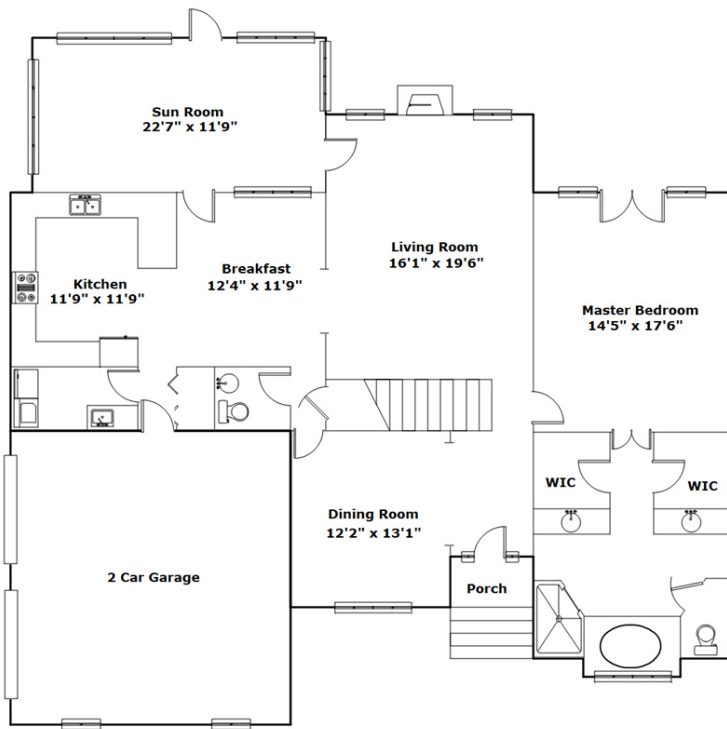 Sun Room
22'7" x 11'9"
Living Room
16'1" x 19'6"
Breakfast
12'4" x 11'9"
Kitchen
11'9" x 11'9"
Master Bedroom
14'5" x 17'6"
WIC
WIC
Dining Room
12'2" x 13'1"
2 Car Garage
Porch